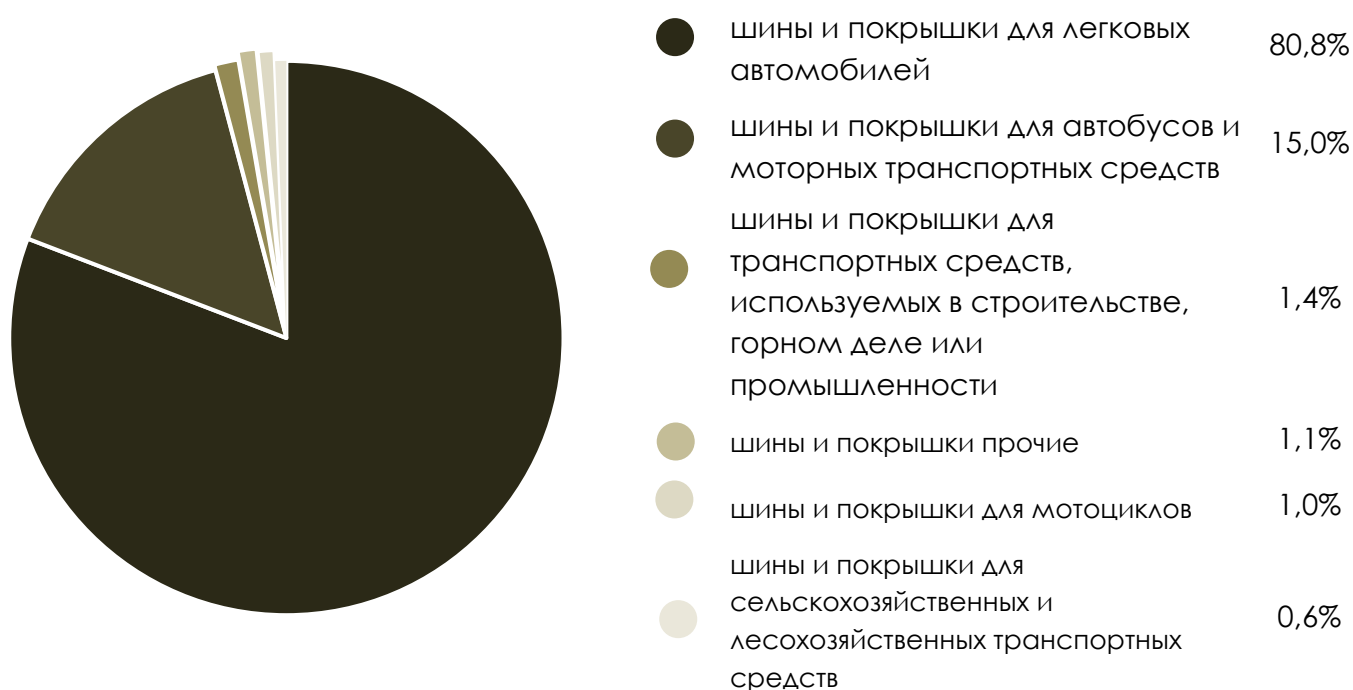 шины и покрышки для легковых
автомобилей
80,8%
шины и покрышки для автобусов и
моторных транспортных средств
15,0%
шины и покрышки для
транспортных средств,
используемых в строительстве,
горном деле или
промышленности
1,4%
шины и покрышки прочие
1,1%
шины и покрышки для мотоциклов
1,0%
шины и покрышки для
сельскохозяйственных и
лесохозяйственных транспортных
средств
0,6%